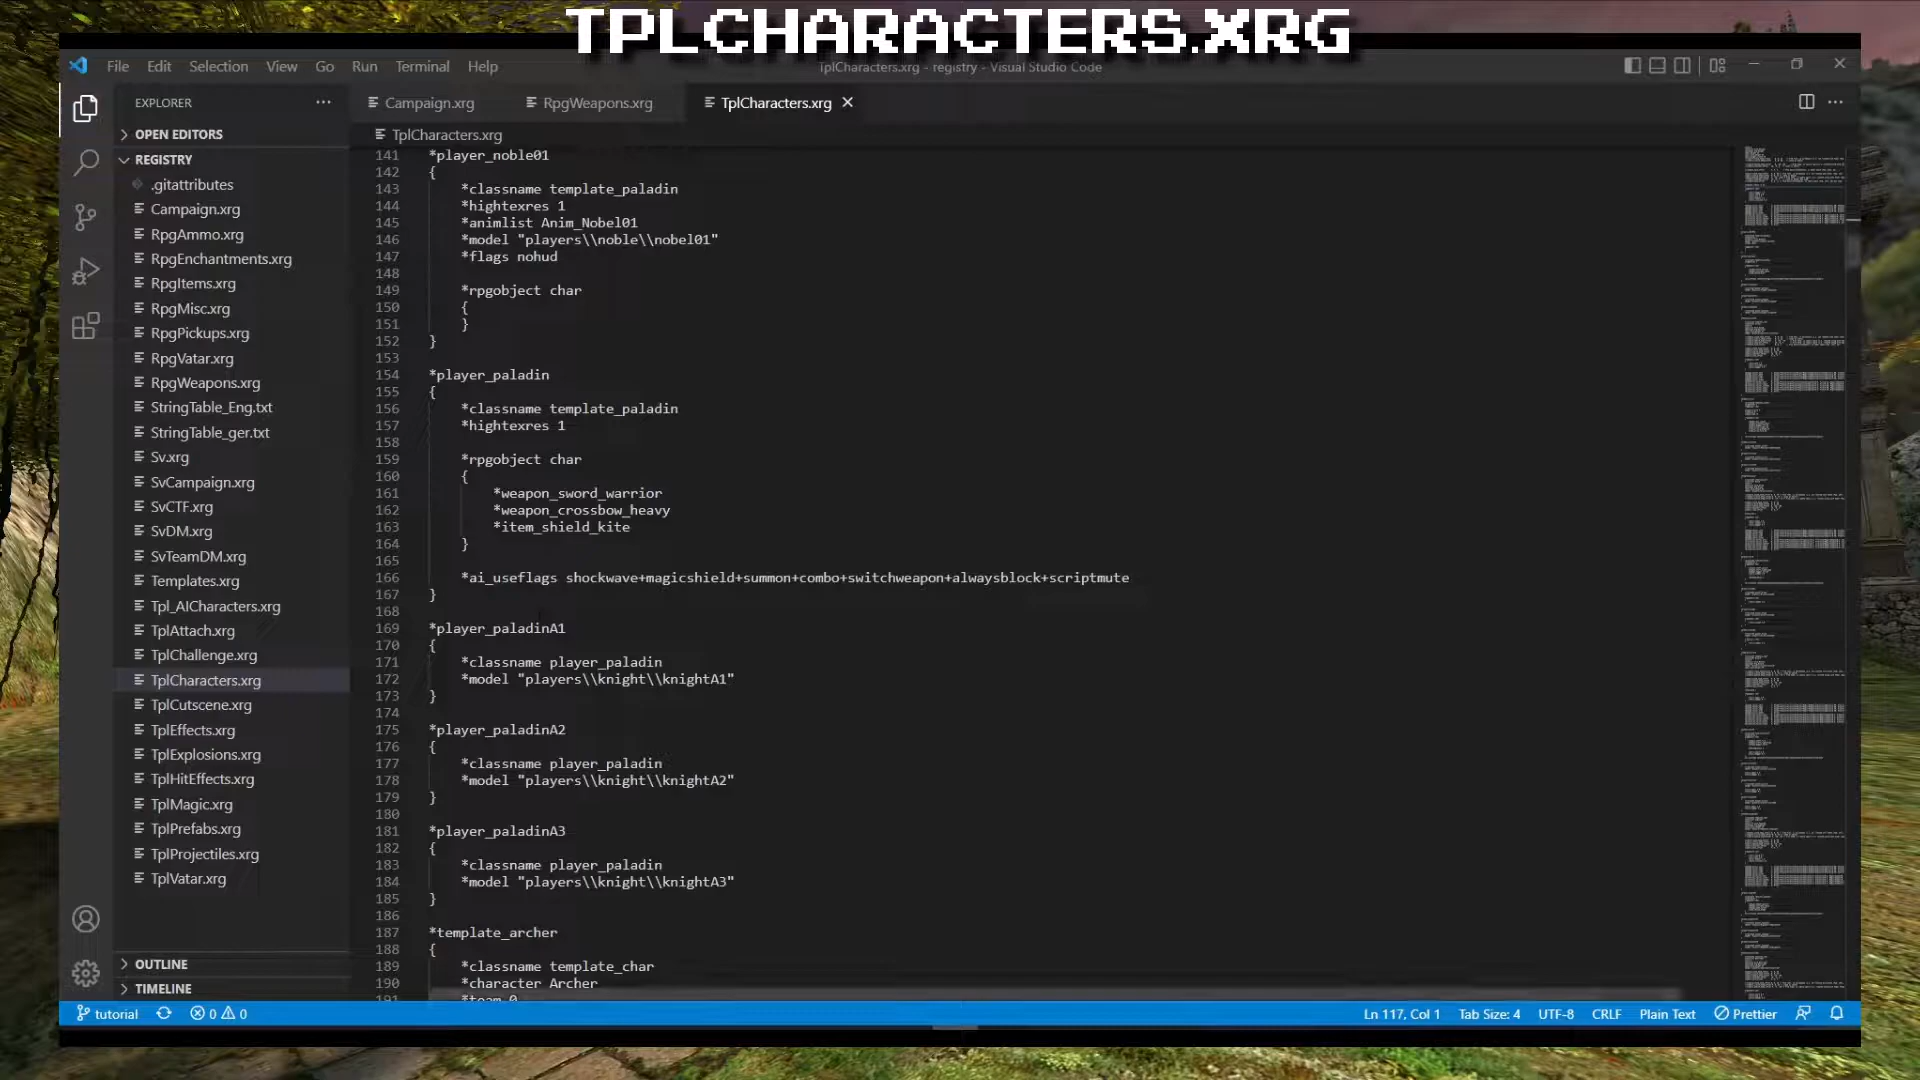 TPLCHARACTERS.XRG
File Edit Selection View Go Run Terminal Help
TplCharacters.xrg - registry - Visual Studio Code
EXPLORER
Campaign.xrg
RpgWeapons.xrg
TplCharacters.xrg
OPEN EDITORS
REGISTRY
.gitattributes
Campaign.xrg
RpgAmmo.xrg
RpgEnchantments.xrg
RpgItems.xrg
RpgMisc.xrg
RpgPickups.xrg
RpgVatar.xrg
RpgWeapons.xrg
StringTable_Eng.txt
StringTable_ger.txt
Sv.xrg
SvCampaign.xrg
SvCTF.xrg
SvDM.xrg
SvTeamDM.xrg
Templates.xrg
Tpl_AICharacters.xrg
TplAttach.xrg
TplChallenge.xrg
TplCharacters.xrg
TplCutscene.xrg
TplEffects.xrg
TplExplosions.xrg
TplHitEffects.xrg
TplMagic.xrg
TplPrefabs.xrg
TplProjectiles.xrg
TplVatar.xrg
OUTLINE
TIMELINE
TplCharacters.xrg
141 *player_noble01
142 {
143 *classname template_paladin
144 *hightexres 1
145 *animlist Anim_Nobel01
146 *model "players\\noble\\nobel01"
147 *flags nohud
148
149 *rpgobject char
150 {
151 }
152 }
153
154 *player_paladin
155 {
156 *classname template_paladin
157 *hightexres 1
158
159 *rpgobject char
160 {
161 *weapon_sword_warrior
162 *weapon_crossbow_heavy
163 *item_shield_kite
164 }
165
166 *ai_useflags shockwave+magicshield+summon+combo+switchweapon+alwaysblock+scriptmute
167 }
168
169 *player_paladinA1
170 {
171 *classname player_paladin
172 *model "players\\knight\\knightA1"
173 }
174
175 *player_paladinA2
176 {
177 *classname player_paladin
178 *model "players\\knight\\knightA2"
179 }
180
181 *player_paladinA3
182 {
183 *classname player_paladin
184 *model "players\\knight\\knightA3"
185 }
186
187 *template_archer
188 {
189 *classname template_char
190 *character Archer
191 *team 0
tutorial 0 0
Ln 117, Col 1 Tab Size: 4 UTF-8 CRLF Plain Text Prettier